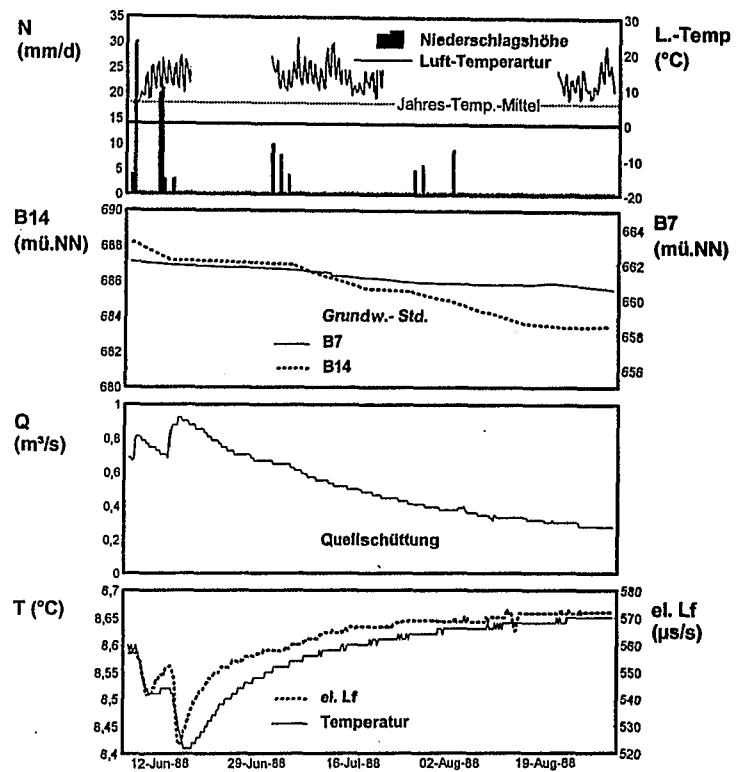 N
(mm/d)
35
30
25
20
15
10
5
0
Niederschlagshöhe
Luft-Temperartur
Jahres-Temp.-Mittel
L.-Temp
(°C)
30
20
10
0
-10
-20
B14
(mü.NN)
690
688
686
684
682
680
Grundw.- Std.
B7
B14
B7
(mü.NN)
664
662
660
658
658
Q
(m³/s)
1
0,8
0,6
0,4
0,2
0
Quellschüttung
T (°C)
8,7
8,65
8,6
8,55
8,5
8,45
8,4
el. Lf
Temperatur
el. Lf
(µs/s)
580
570
560
550
540
530
520
12-Jun-88
29-Jun-88
16-Jul-88
02-Aug-88
19-Aug-88